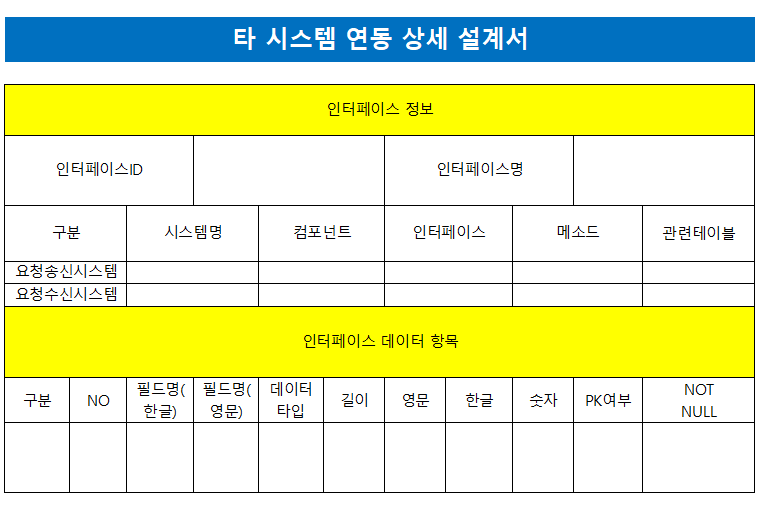 타 시스템 연동 상세 설계서
인터페이스 정보
인터페이스ID 인터페이스명
구분 시스템명 컴포넌트 인터페이스 메소드 관련테이블
요청송신시스템
요청수신시스템
인터페이스 데이터 항목
구분 NO 필드명(한글) 필드명(영문) 데이터 타입 길이 영문 한글 숫자 PK여부 NOT NULL